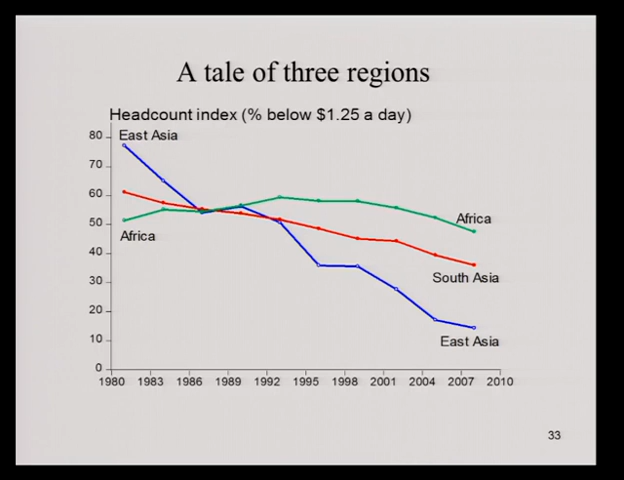 A tale of three regions
Headcount index (% below $1.25 a day)
80
East Asia
70
60
50
40
30
20
10
0
Africa
Africa
South Asia
East Asia
1980 1983 1986 1989 1992 1995 1998 2001 2004 2007 2010
33